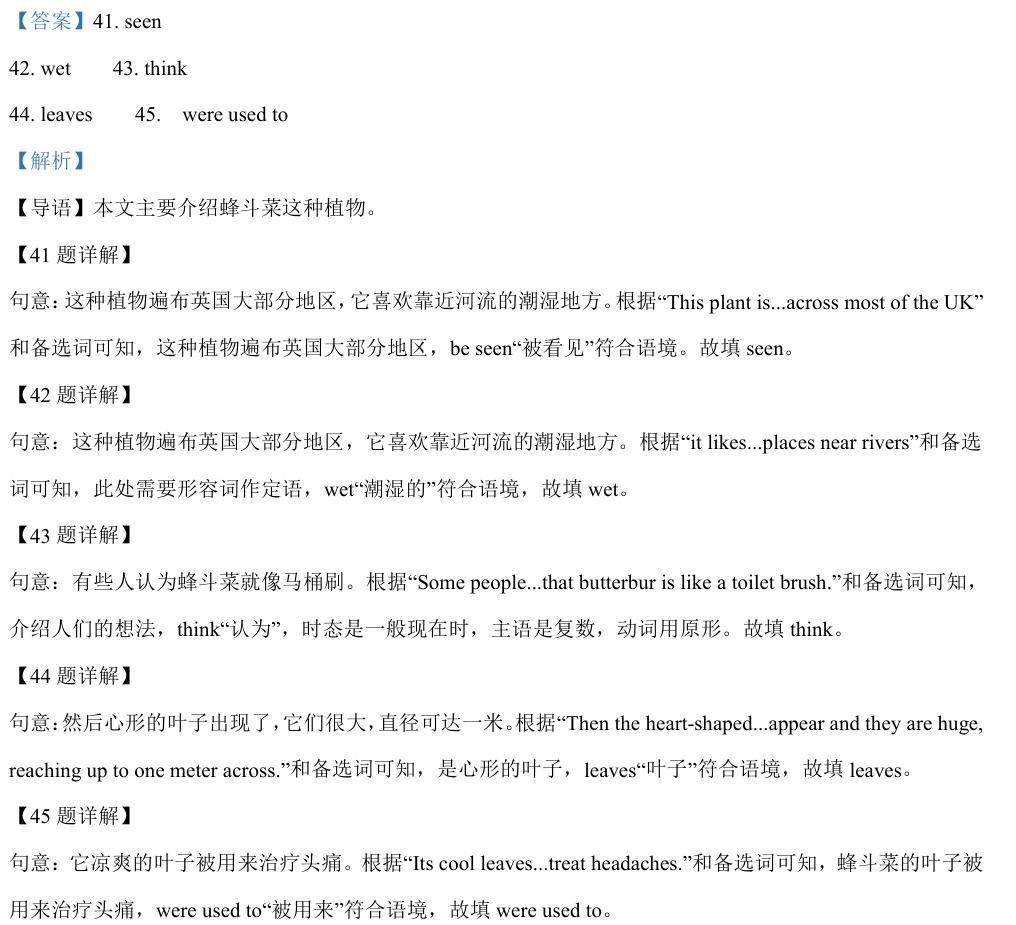 【答案】41. seen
42. wet 43. think
44. leaves 45. were used to
【解析】
【导语】本文主要介绍蜂斗菜这种植物。
【41 题详解】
句意：这种植物遍布英国大部分地区，它喜欢靠近河流的潮湿地方。根据“This plant is...across most of the UK”
和备选词可知，这种植物遍布英国大部分地区，be seen“被看见”符合语境。故填 seen。
【42 题详解】
句意：这种植物遍布英国大部分地区，它喜欢靠近河流的潮湿地方。根据“it likes...places near rivers”和备选
词可知，此处需要形容词作定语，wet“潮湿的”符合语境，故填 wet。
【43 题详解】
句意：有些人认为蜂斗菜就像马桶刷。根据“Some people...that butterbur is like a toilet brush.”和备选词可知，
介绍人们的想法，think“认为”，时态是一般现在时，主语是复数，动词用原形。故填 think。
【44 题详解】
句意：然后心形的叶子出现了，它们很大，直径可达一米。根据“Then the heart-shaped...appear and they are huge,
reaching up to one meter across.”和备选词可知，是心形的叶子，leaves“叶子”符合语境，故填 leaves。
【45 题详解】
句意：它凉爽的叶子被用来治疗头痛。根据“Its cool leaves...treat headaches.”和备选词可知，蜂斗菜的叶子被
用来治疗头痛，were used to“被用来”符合语境，故填 were used to。